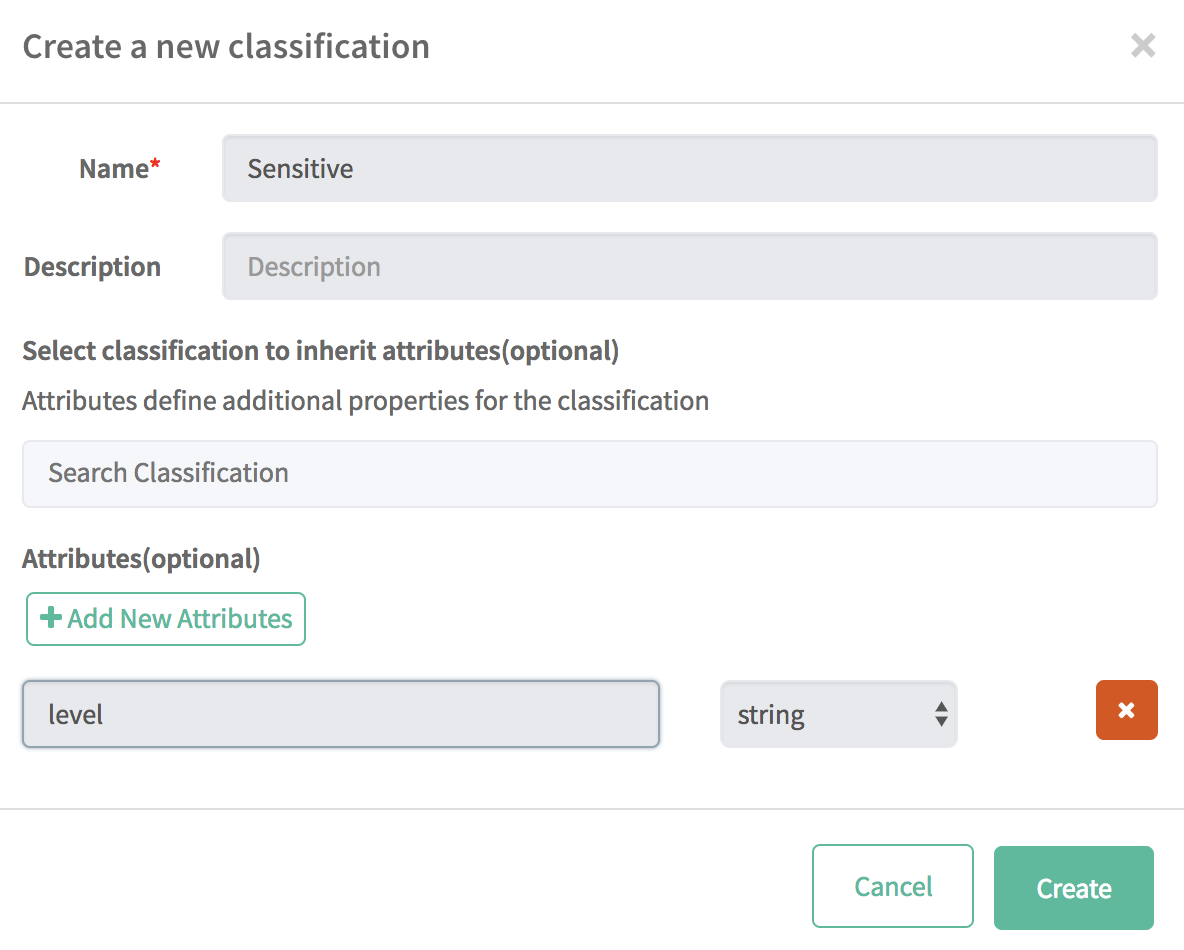 Create a new classification
Name* Sensitive
Description Description
Select classification to inherit attributes(optional)
Attributes define additional properties for the classification
Search Classification
Attributes(optional)
Add New Attributes
level string
Cancel Create